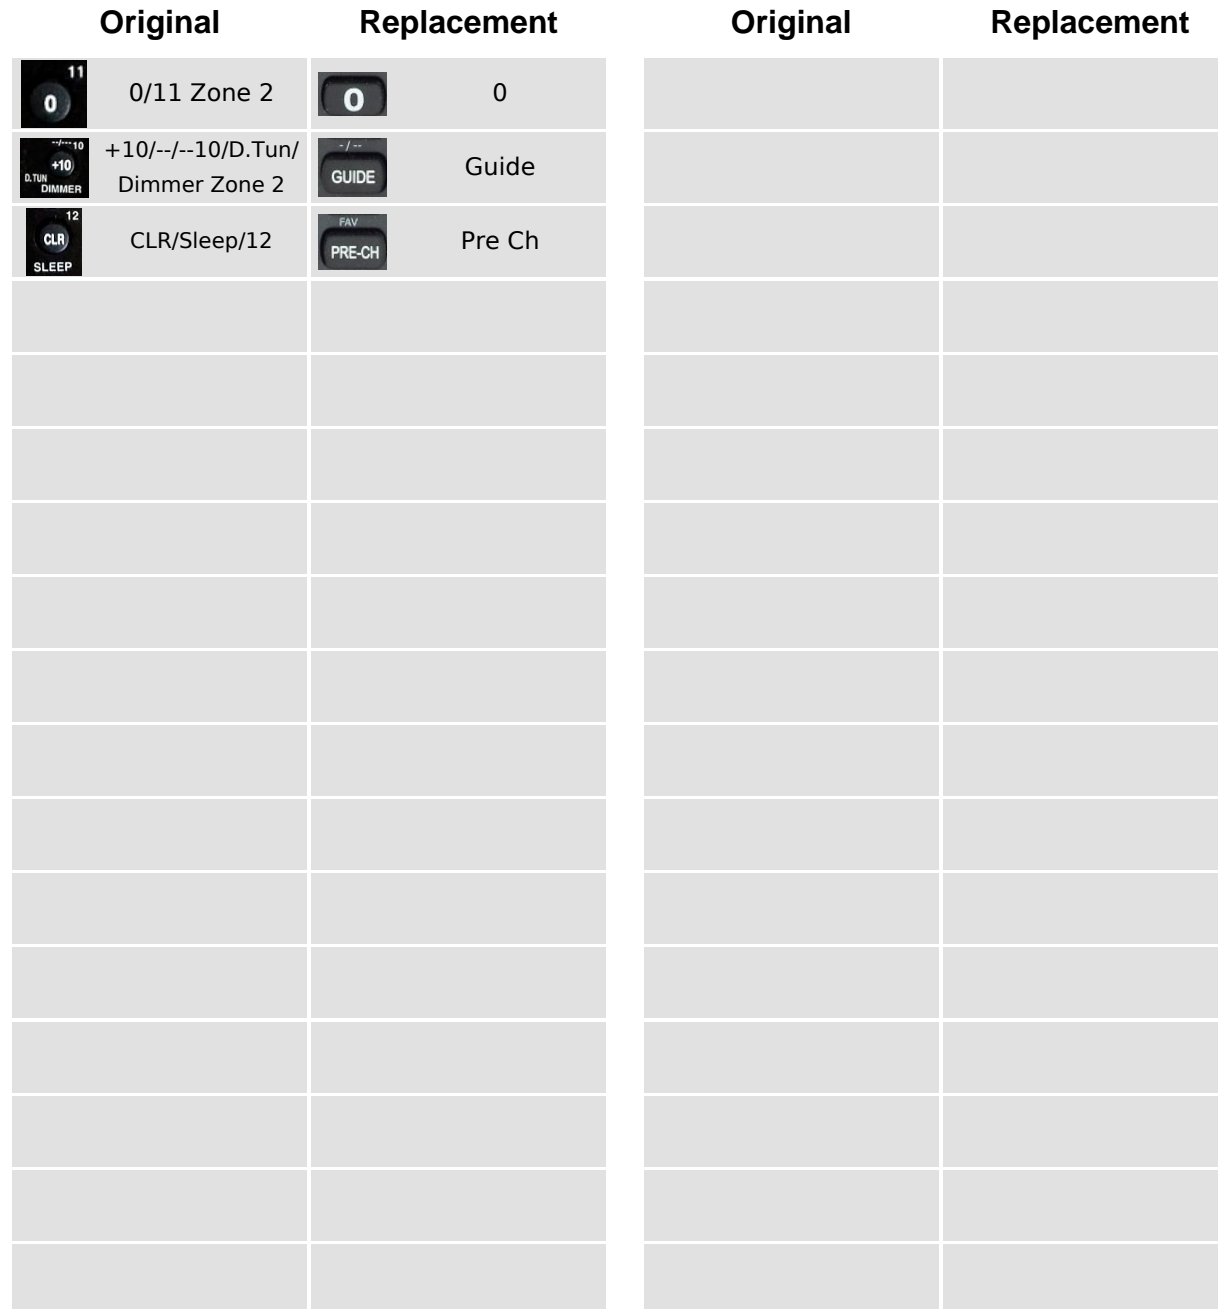 Original Replacement Original Replacement
11
0
0/11 Zone 2
0
0
--/---10
+10
D.TUN
DIMMER
+10/--/--10/D.Tun/
Dimmer Zone 2
-/--
GUIDE
Guide
12
CLR
SLEEP
CLR/Sleep/12
FAV
PRE-CH
Pre Ch